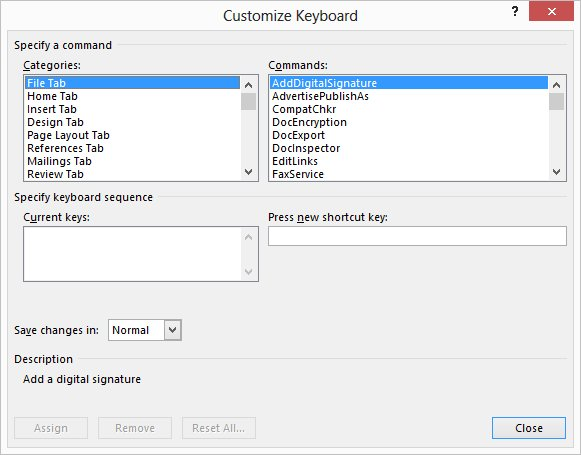 Customize Keyboard
?
Specify a command
Categories:
Commands:
File Tab
Home Tab
Insert Tab
Design Tab
Page Layout Tab
References Tab
Mailings Tab
Review Tab
AddDigitalSignature
AdvertisePublishAs
CompatChkr
DocEncryption
DocExport
DocInspector
EditLinks
FaxService
Specify keyboard sequence
Current keys:
Press new shortcut key:
Save changes in:
Normal
Description
Add a digital signature
Assign
Remove
Reset All...
Close